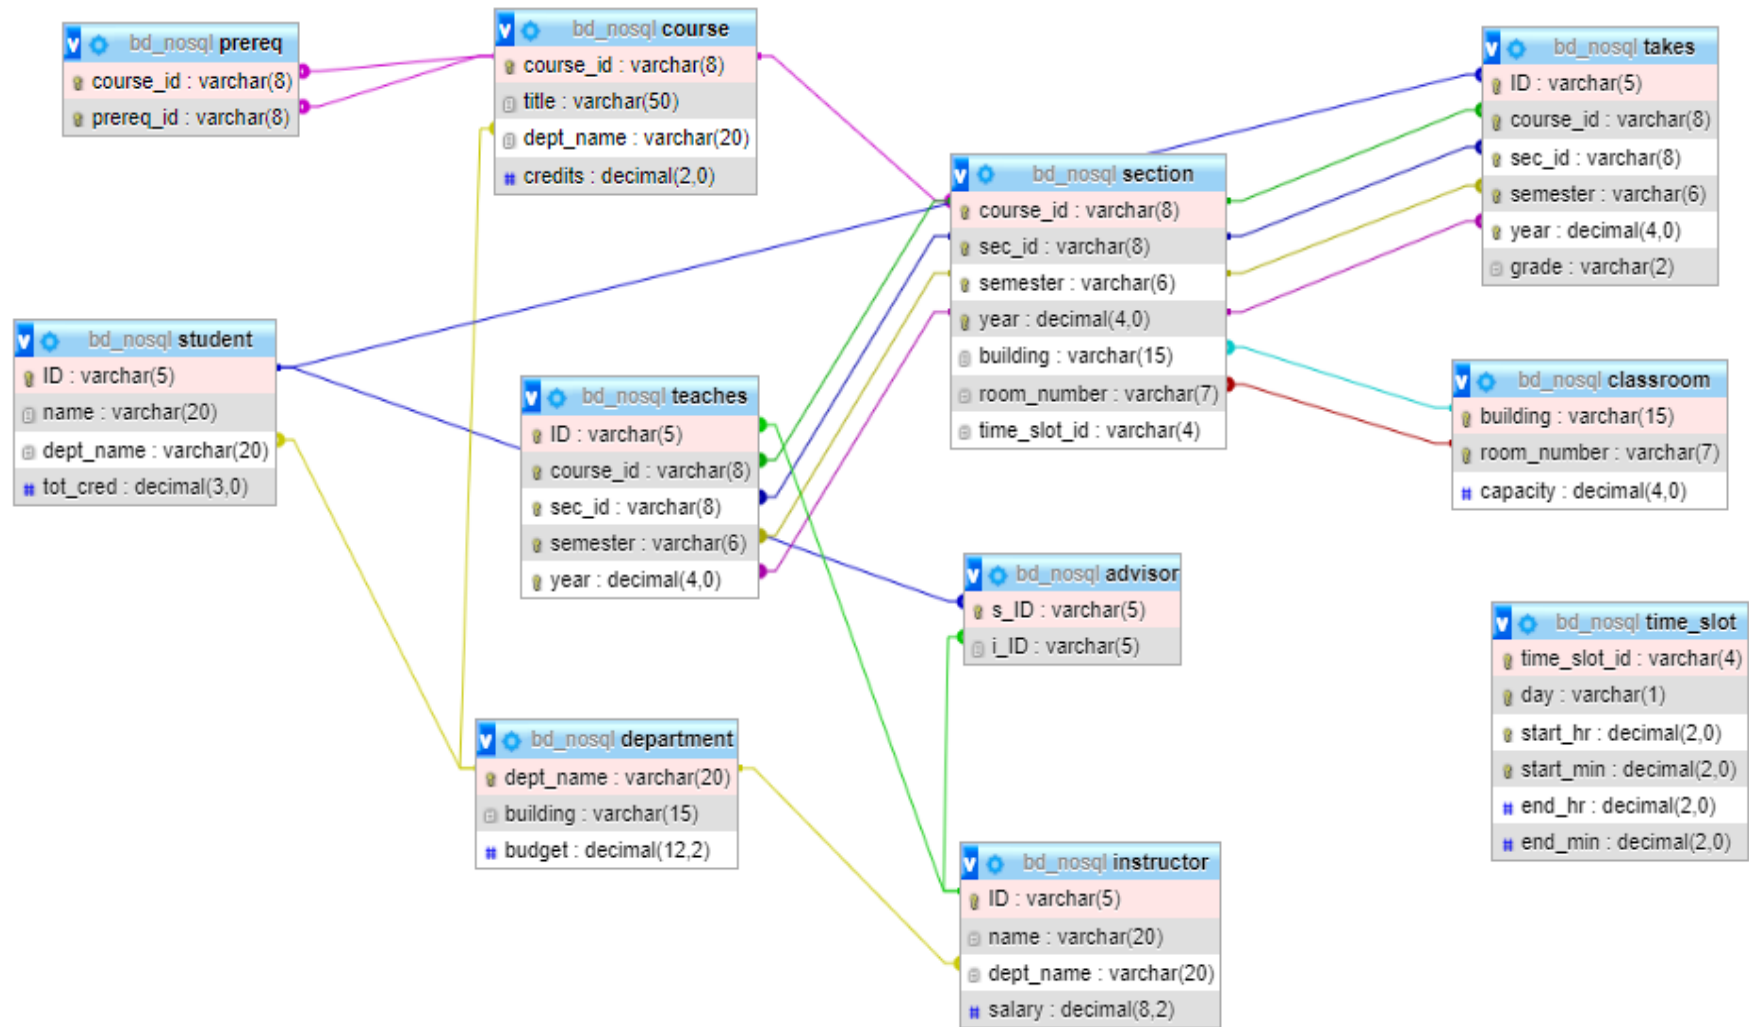 bd_nosql prereq
course_id : varchar(8)
prereq_id : varchar(8)
bd_nosql course
course_id : varchar(8)
title : varchar(50)
dept_name : varchar(20)
credits : decimal(2,0)
bd_nosql takes
ID : varchar(5)
course_id : varchar(8)
sec_id : varchar(8)
semester : varchar(6)
year : decimal(4,0)
grade : varchar(2)
bd_nosql section
course_id : varchar(8)
sec_id : varchar(8)
semester : varchar(6)
year : decimal(4,0)
building : varchar(15)
room_number : varchar(7)
time_slot_id : varchar(4)
bd_nosql student
ID : varchar(5)
name : varchar(20)
dept_name : varchar(20)
tot_cred : decimal(3,0)
bd_nosql teaches
ID : varchar(5)
course_id : varchar(8)
sec_id : varchar(8)
semester : varchar(6)
year : decimal(4,0)
bd_nosql classroom
building : varchar(15)
room_number : varchar(7)
capacity : decimal(4,0)
bd_nosql advisor
s_ID : varchar(5)
i_ID : varchar(5)
bd_nosql time_slot
time_slot_id : varchar(4)
day : varchar(1)
start_hr : decimal(2,0)
start_min : decimal(2,0)
end_hr : decimal(2,0)
end_min : decimal(2,0)
bd_nosql department
dept_name : varchar(20)
building : varchar(15)
budget : decimal(12,2)
bd_nosql instructor
ID : varchar(5)
name : varchar(20)
dept_name : varchar(20)
salary : decimal(8,2)